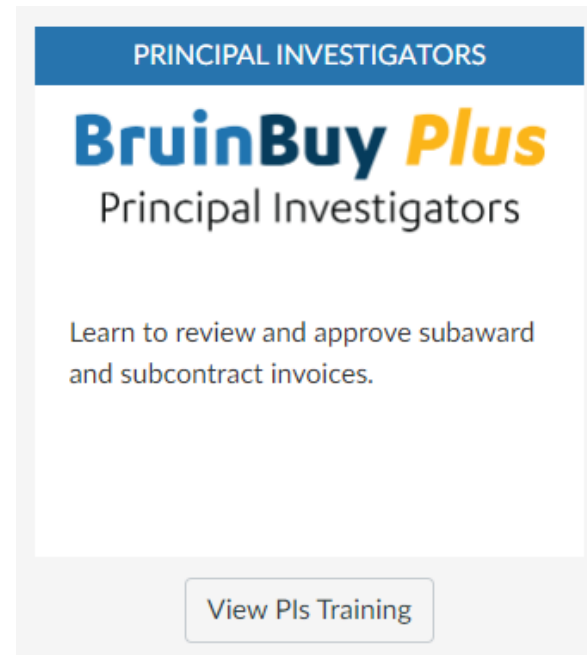 PRINCIPAL INVESTIGATORS
BruinBuy Plus
Principal Investigators
Learn to review and approve subaward
and subcontract invoices.
View PIs Training